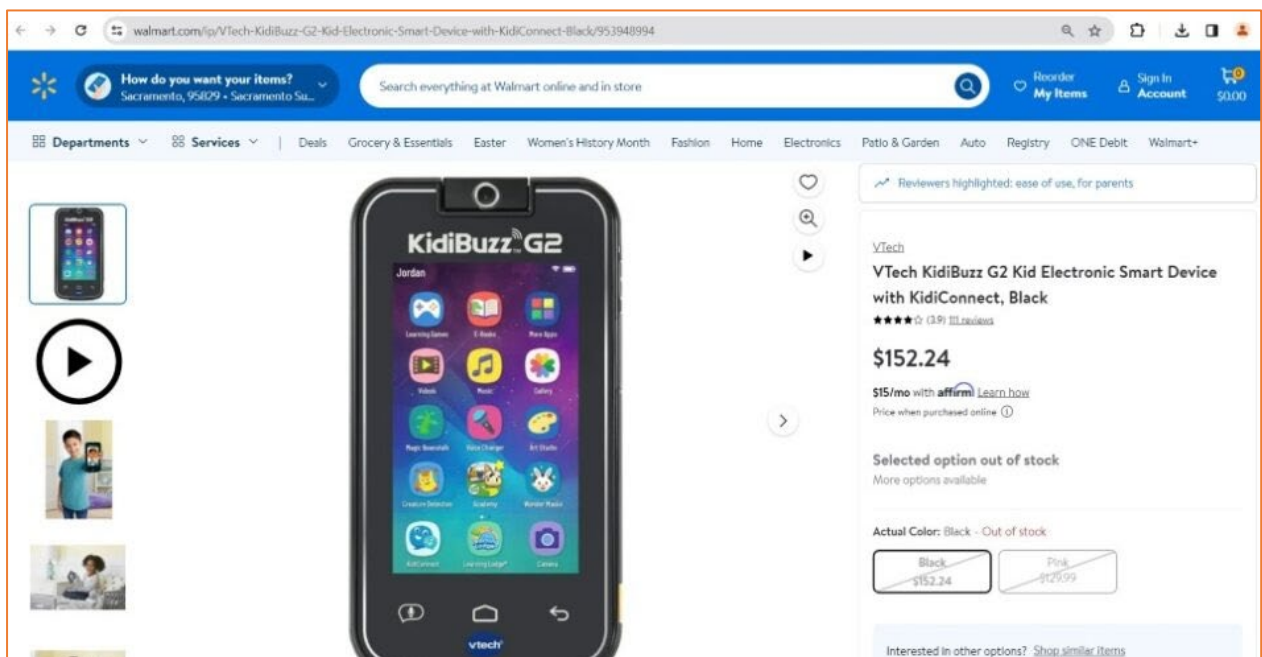 walmart.com/ip/VTech-KidiBuzz-G2-Kid-Electronic-Smart-Device-with-KidiConnect-Black/953948994
How do you want your items?
Sacramento, 95829 • Sacramento Su...
Search everything at Walmart online and in store
Reorder
My Items
Sign In
Account
0
$0.00
Departments Services | Deals Grocery & Essentials Easter Women's History Month Fashion Home Electronics Patio & Garden Auto Registry ONE Debit Walmart+
Reviewers highlighted: ease of use, for parents
KidiBuzz G2
Jordan
Learning Games E-Books More Apps
Videos Music Gallery
Magic Beanstalk Voice Changer Art Studio
Creature Detective Academy
KidiConnect Learning Lodge® Camera
vtech
VTech
VTech KidiBuzz G2 Kid Electronic Smart Device
with KidiConnect, Black
(3.9) 111 reviews
$152.24
$15/mo with affirm Learn how
Price when purchased online
Selected option out of stock
More options available
Actual Color: Black - Out of stock
Black
$152.24
Pink
$129.99
Interested in other options? Shop similar items